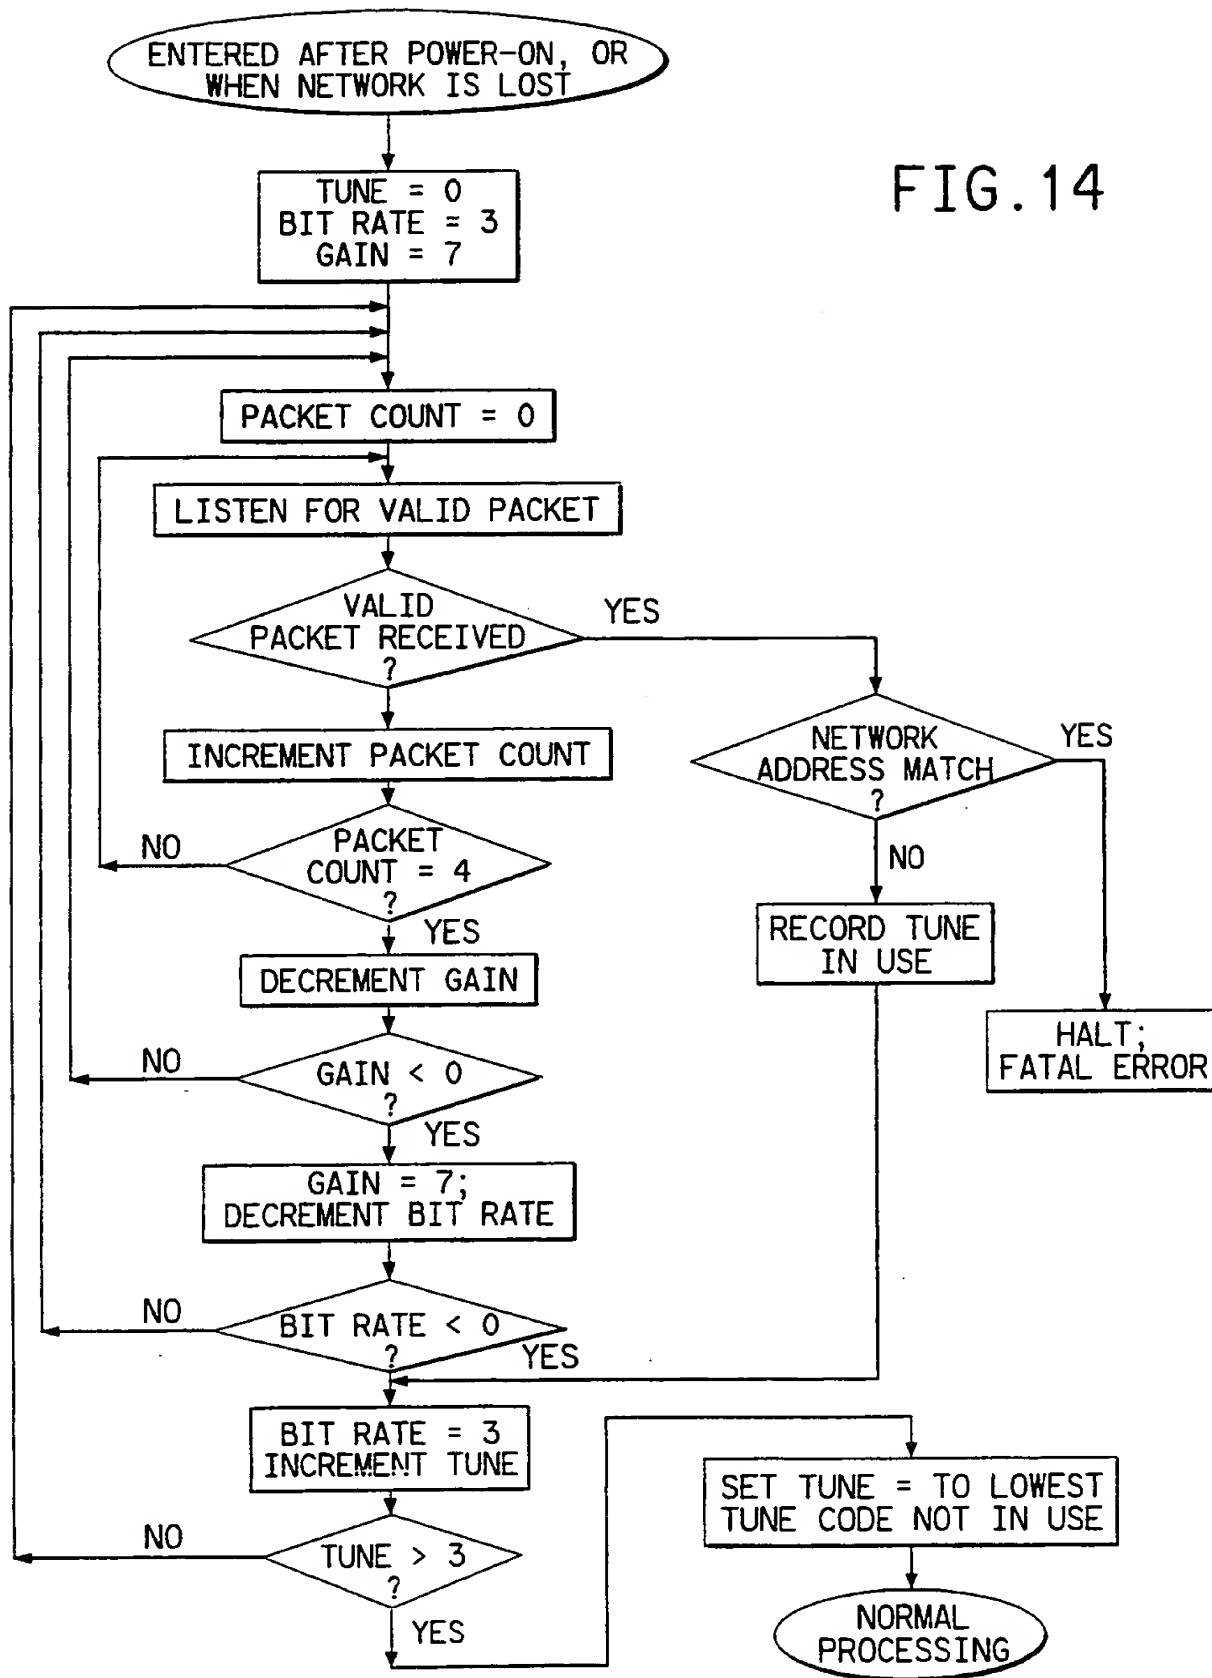 ENTERED AFTER POWER-ON, OR
WHEN NETWORK IS LOST
FIG.14
TUNE = 0
BIT RATE = 3
GAIN = 7
PACKET COUNT = 0
LISTEN FOR VALID PACKET
VALID
PACKET RECEIVED
?
YES
INCREMENT PACKET COUNT
NETWORK
ADDRESS MATCH
?
YES
NO
PACKET
COUNT = 4
?
NO
YES
RECORD TUNE
IN USE
DECREMENT GAIN
HALT;
FATAL ERROR
GAIN < 0
?
NO
YES
GAIN = 7;
DECREMENT BIT RATE
BIT RATE < 0
?
NO
YES
BIT RATE = 3
INCREMENT TUNE
SET TUNE = TO LOWEST
TUNE CODE NOT IN USE
TUNE > 3
?
NO
YES
NORMAL
PROCESSING